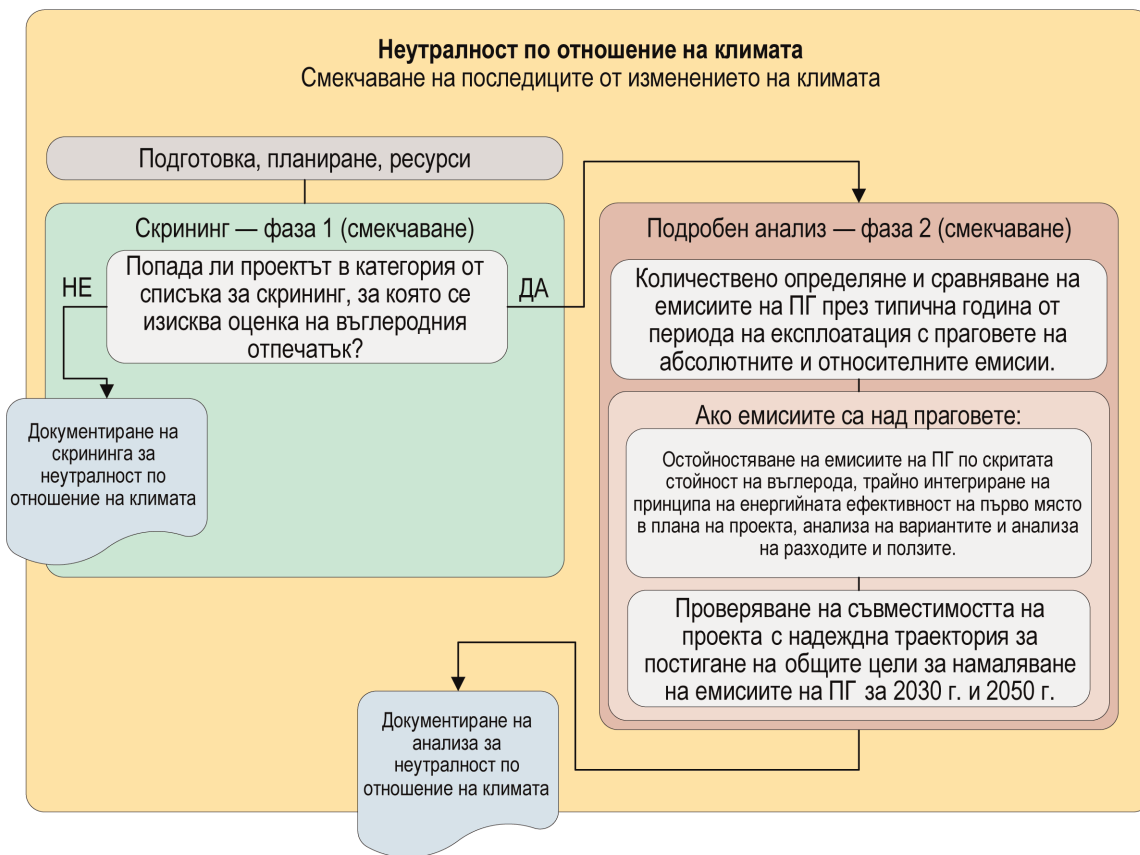 Неутралност по отношение на климата
Смекчаване на последиците от изменението на климата
Подготовка, планиране, ресурси
Скрининг — фаза 1 (смекчаване)
Попада ли проектът в категория от
списъка за скрининг, за която се
изисква оценка на въглеродния
отпечатък?
НЕ
ДА
Документиране на
скрининга за
неутралност по
отношение на климата
Подробен анализ — фаза 2 (смекчаване)
Количествено определяне и сравняване на
емисиите на ПГ през типична година от
периода на експлоатация с праговете на
абсолютните и относителните емисии.
Ако емисиите са над праговете:
Остойностяване на емисиите на ПГ по скритата
стойност на въглерода, трайно интегриране на
принципа на енергийната ефективност на първо място
в плана на проекта, анализа на вариантите и анализа
на разходите и ползите.
Проверяване на съвместимостта на
проекта с надеждна траектория за
постигане на общите цели за намаляване
на емисиите на ПГ за 2030 г. и 2050 г.
Документиране на
анализа за
неутралност по
отношение на климата